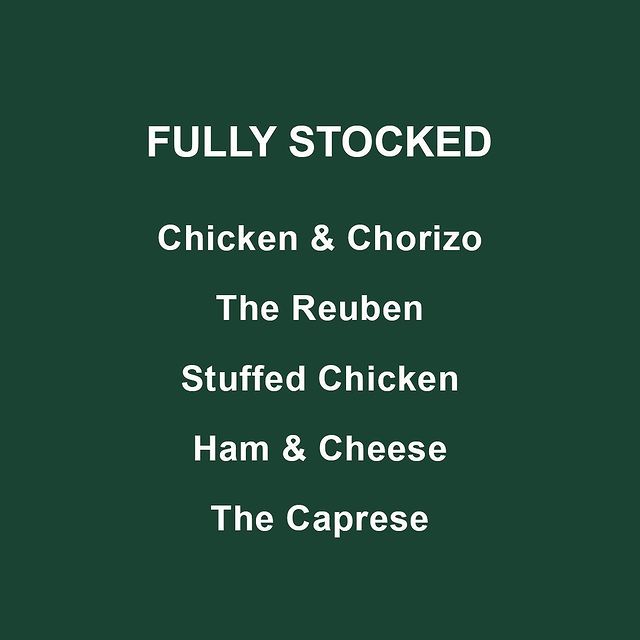 FULLY STOCKED
Chicken & Chorizo
The Reuben
Stuffed Chicken
Ham & Cheese
The Caprese